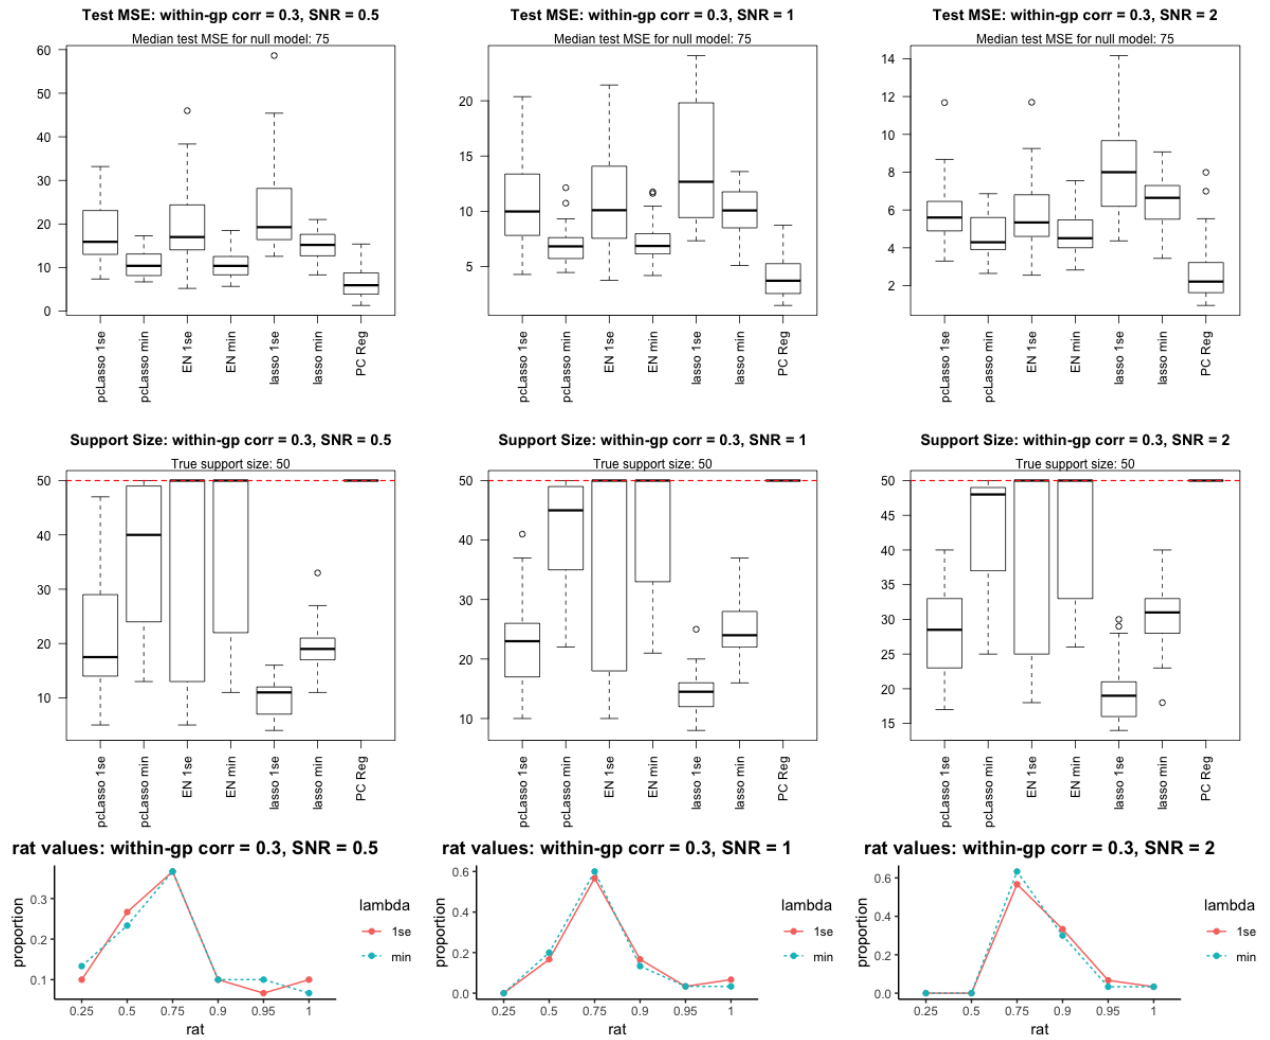 Test MSE: within-gp corr = 0.3, SNR = 0.5
Median test MSE for null model: 75
60
50
40
30
20
10
0
pcLasso 1se
pcLasso min
EN 1se
EN min
lasso 1se
lasso min
PC Reg
Test MSE: within-gp corr = 0.3, SNR = 1
Median test MSE for null model: 75
20
15
10
5
pcLasso 1se
pcLasso min
EN 1se
EN min
lasso 1se
lasso min
PC Reg
Test MSE: within-gp corr = 0.3, SNR = 2
Median test MSE for null model: 75
14
12
10
8
6
4
2
pcLasso 1se
pcLasso min
EN 1se
EN min
lasso 1se
lasso min
PC Reg
Support Size: within-gp corr = 0.3, SNR = 0.5
True support size: 50
50
40
30
20
10
pcLasso 1se
pcLasso min
EN 1se
EN min
lasso 1se
lasso min
PC Reg
Support Size: within-gp corr = 0.3, SNR = 1
True support size: 50
50
40
30
20
10
pcLasso 1se
pcLasso min
EN 1se
EN min
lasso 1se
lasso min
PC Reg
Support Size: within-gp corr = 0.3, SNR = 2
True support size: 50
50
45
40
35
30
25
20
15
pcLasso 1se
pcLasso min
EN 1se
EN min
lasso 1se
lasso min
PC Reg
rat values: within-gp corr = 0.3, SNR = 0.5
proportion
0.3
0.2
0.1
0.25 0.5 0.75 0.9 0.95 1
rat
lambda
1se
min
rat values: within-gp corr = 0.3, SNR = 1
proportion
0.6
0.4
0.2
0.0
0.25 0.5 0.75 0.9 0.95 1
rat
lambda
1se
min
rat values: within-gp corr = 0.3, SNR = 2
proportion
0.6
0.4
0.2
0.0
0.25 0.5 0.75 0.9 0.95 1
rat
lambda
1se
min